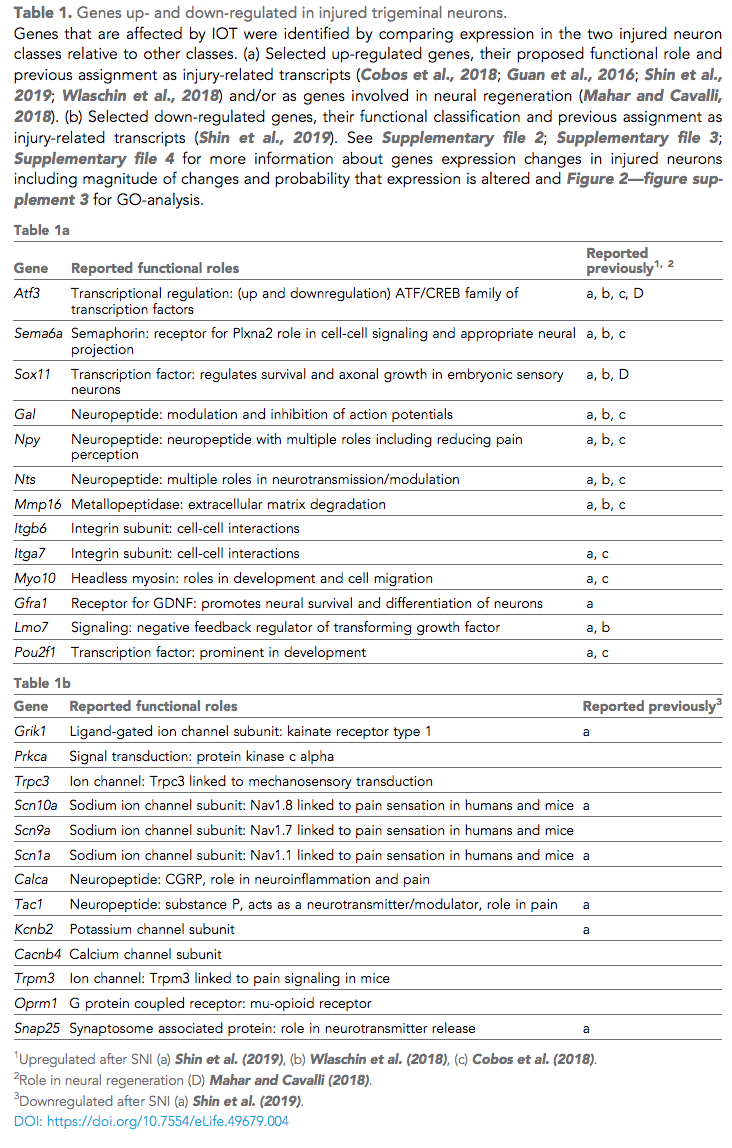 Table 1. Genes up- and down-regulated in injured trigeminal neurons.
Genes that are affected by IOT were identified by comparing expression in the two injured neuron
classes relative to other classes. (a) Selected up-regulated genes, their proposed functional role and
previous assignment as injury-related transcripts (Cobos et al., 2018; Guan et al., 2016; Shin et al.,
2019; Wlaschin et al., 2018) and/or as genes involved in neural regeneration (Mahar and Cavalli,
2018). (b) Selected down-regulated genes, their functional classification and previous assignment as
injury-related transcripts (Shin et al., 2019). See Supplementary file 2; Supplementary file 3;
Supplementary file 4 for more information about genes expression changes in injured neurons
including magnitude of changes and probability that expression is altered and Figure 2—figure sup-
plement 3 for GO-analysis.
Table 1a
Gene Reported functional roles Reported
previously1, 2
Atf3 Transcriptional regulation: (up and downregulation) ATF/CREB family of a, b, c, D
transcription factors
Sema6a Semaphorin: receptor for Plxna2 role in cell-cell signaling and appropriate neural a, b, c
projection
Sox11 Transcription factor: regulates survival and axonal growth in embryonic sensory a, b, D
neurons
Gal Neuropeptide: modulation and inhibition of action potentials a, b, c
Npy Neuropeptide: neuropeptide with multiple roles including reducing pain a, b, c
perception
Nts Neuropeptide: multiple roles in neurotransmission/modulation a, b, c
Mmp16 Metallopeptidase: extracellular matrix degradation a, b, c
Itgb6 Integrin subunit: cell-cell interactions
Itga7 Integrin subunit: cell-cell interactions a, c
Myo10 Headless myosin: roles in development and cell migration a, c
Gfra1 Receptor for GDNF: promotes neural survival and differentiation of neurons a
Lmo7 Signaling: negative feedback regulator of transforming growth factor a, b
Pou2f1 Transcription factor: prominent in development a, c
Table 1b
Gene Reported functional roles Reported previously3
Grik1 Ligand-gated ion channel subunit: kainate receptor type 1 a
Prkca Signal transduction: protein kinase c alpha
Trpc3 Ion channel: Trpc3 linked to mechanosensory transduction
Scn10a Sodium ion channel subunit: Nav1.8 linked to pain sensation in humans and mice a
Scn9a Sodium ion channel subunit: Nav1.7 linked to pain sensation in humans and mice
Scn1a Sodium ion channel subunit: Nav1.1 linked to pain sensation in humans and mice a
Calca Neuropeptide: CGRP, role in neuroinflammation and pain
Tac1 Neuropeptide: substance P, acts as a neurotransmitter/modulator, role in pain a
Kcnb2 Potassium channel subunit a
Cacnb4 Calcium channel subunit
Trpm3 Ion channel: Trpm3 linked to pain signaling in mice
Oprm1 G protein coupled receptor: mu-opioid receptor
Snap25 Synaptosome associated protein: role in neurotransmitter release a
1Upregulated after SNI (a) Shin et al. (2019), (b) Wlaschin et al. (2018), (c) Cobos et al. (2018).
2Role in neural regeneration (D) Mahar and Cavalli (2018).
3Downregulated after SNI (a) Shin et al. (2019).
DOI: https://doi.org/10.7554/eLife.49679.004